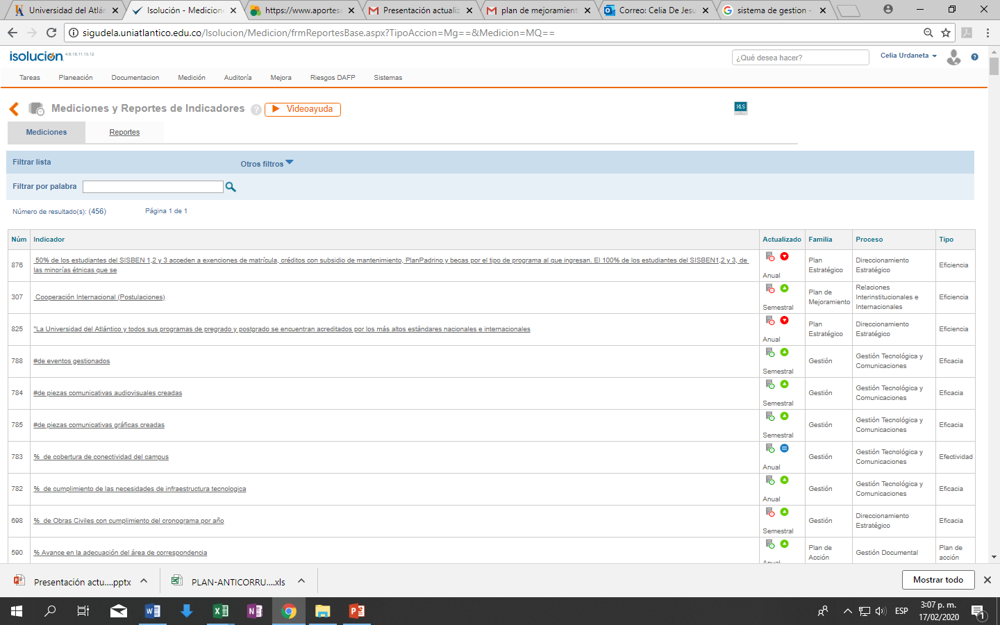 Universidad del Atlán
Isolución - Medicione
https://www.aportese
Presentación actualiz
plan de mejoramient
Correo: Celia De Jesu
sistema de gestion -
sigudela.uniatlantico.edu.co/Isolucion/Medicion/frmReportesBase.aspx?TipoAccion=Mg==&Medicion=MQ==
isolución 4.8.18.11.15.12
¿Qué desea hacer?
Celia Urdaneta
Tareas Planeación Documentacion Medición Auditoría Mejora Riesgos DAFP Sistemas
Mediciones y Reportes de Indicadores ? Videoayuda
XLS
Mediciones Reportes
Filtrar lista Otros filtros
Filtrar por palabra
Número de resultado(s): (456) Página 1 de 1
Núm Indicador Actualizado Familia Proceso Tipo
876 50% de los estudiantes del SISBEN 1,2 y 3 acceden a exenciones de matrícula, créditos con subsidio de mantenimiento, PlanPadrino y becas por el tipo de programa al que ingresan. El 100% de los estudiantes del SISBEN1,2 y 3, de
las minorías étnicas que se
Anual
Plan
Estratégico
Direccionamiento
Estratégico
Eficiencia
307 Cooperación Internacional (Postulaciones)
Semestral
Plan de
Mejoramiento
Relaciones
Interinstitucionales e
Internacionales
Eficiencia
825 "La Universidad del Atlántico y todos sus programas de pregrado y postgrado se encuentran acreditados por los más altos estándares nacionales e internacionales
Anual
Plan
Estratégico
Direccionamiento
Estratégico
Eficiencia
788 #de eventos gestionados
Semestral
Gestión
Gestión Tecnológica y
Comunicaciones
Eficacia
784 #de piezas comunicativas audiovisuales creadas
Semestral
Gestión
Gestión Tecnológica y
Comunicaciones
Eficacia
785 #de piezas comunicativas gráficas creadas
Semestral
Gestión
Gestión Tecnológica y
Comunicaciones
Eficacia
783 % de cobertura de conectividad del campus
Anual
Gestión
Gestión Tecnológica y
Comunicaciones
Efectividad
782 % de cumplimiento de las necesidades de infraestructura tecnologica
Anual
Gestión
Gestión Tecnológica y
Comunicaciones
Eficacia
698 % de Obras Civiles con cumplimiento del cronograma por año
Semestral
Gestión
Direccionamiento
Estratégico
Eficacia
590 % Avance en la adecuación del área de correspondencia
Anual
Plan de
Acción
Gestión Documental
Plan de
acción
Presentación actu....pptx
PLAN-ANTICORRU....xls
Mostrar todo
ESP
3:07 p. m.
17/02/2020
1